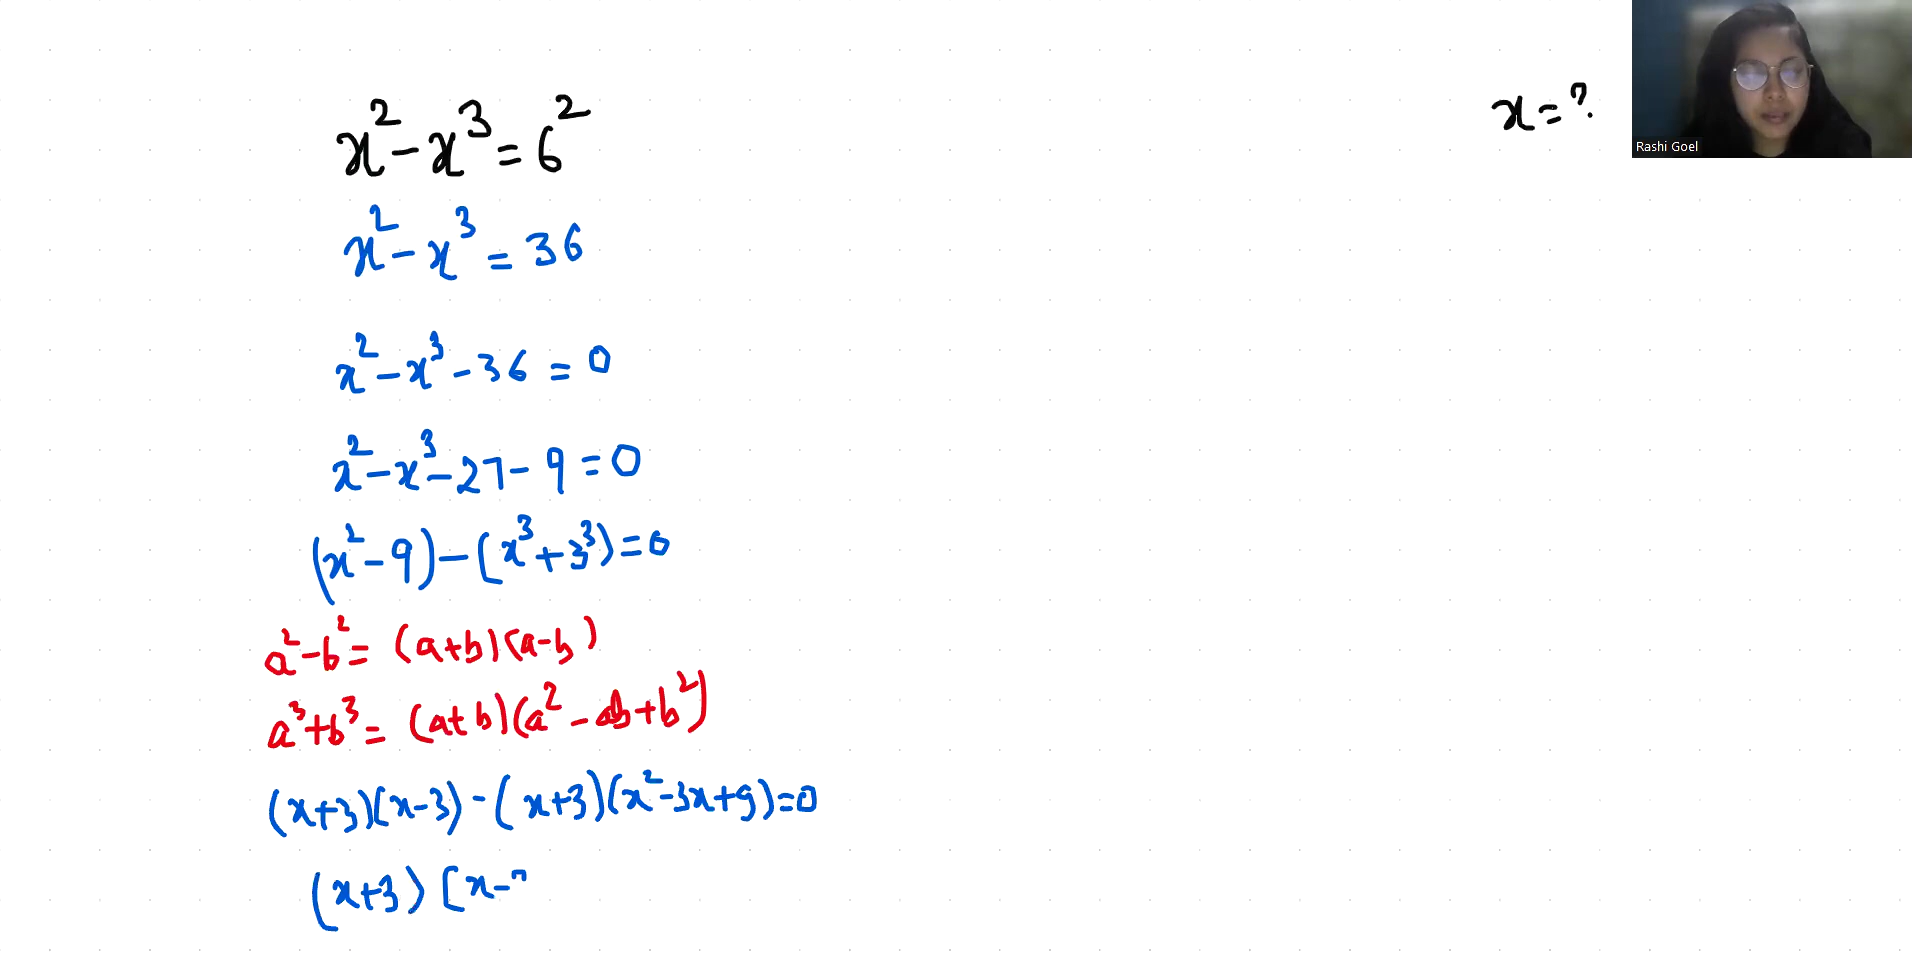 x² - x³ = 6²
x = ?
Rashi Goel
x² - x³ = 36
x² - x³ - 36 = 0
x² - x³ - 27 - 9 = 0
(x² - 9) - (x³ + 3³) = 0
a² - b² = (a+b)(a-b)
a³ + b³ = (a+b)(a² - ab + b²)
(x+3)(x-3) - (x+3)(x² - 3x + 9) = 0
(x+3) [x -